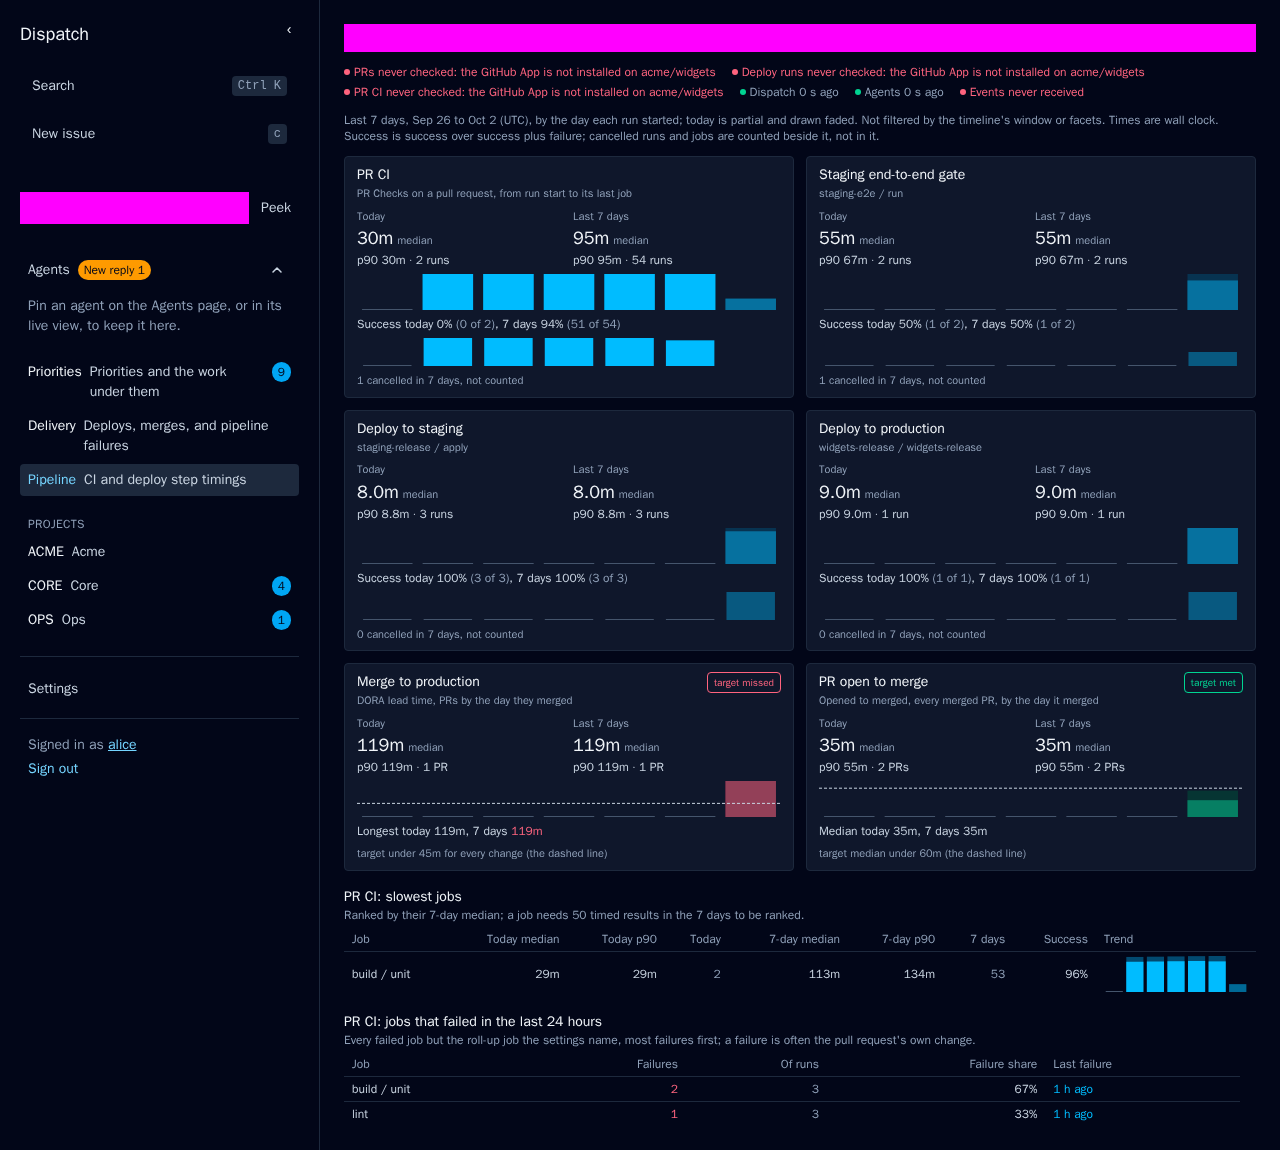 Dispatch
‹
Search
Ctrl K
New issue
C
Peek
Agents New reply 1
Pin an agent on the Agents page, or in its
live view, to keep it here.
Priorities Priorities and the work
under them
9
Delivery Deploys, merges, and pipeline
failures
Pipeline CI and deploy step timings
PROJECTS
ACME Acme
CORE Core 4
OPS Ops 1
Settings
Signed in as alice
Sign out
PRs never checked: the GitHub App is not installed on acme/widgets Deploy runs never checked: the GitHub App is not installed on acme/widgets
PR CI never checked: the GitHub App is not installed on acme/widgets Dispatch 0 s ago Agents 0 s ago Events never received
Last 7 days, Sep 26 to Oct 2 (UTC), by the day each run started; today is partial and drawn faded. Not filtered by the timeline's window or facets. Times are wall clock.
Success is success over success plus failure; cancelled runs and jobs are counted beside it, not in it.
PR CI
PR Checks on a pull request, from run start to its last job
Today Last 7 days
30m median 95m median
p90 30m · 2 runs p90 95m · 54 runs
Success today 0% (0 of 2), 7 days 94% (51 of 54)
1 cancelled in 7 days, not counted
Staging end-to-end gate
staging-e2e / run
Today Last 7 days
55m median 55m median
p90 67m · 2 runs p90 67m · 2 runs
Success today 50% (1 of 2), 7 days 50% (1 of 2)
1 cancelled in 7 days, not counted
Deploy to staging
staging-release / apply
Today Last 7 days
8.0m median 8.0m median
p90 8.8m · 3 runs p90 8.8m · 3 runs
Success today 100% (3 of 3), 7 days 100% (3 of 3)
0 cancelled in 7 days, not counted
Deploy to production
widgets-release / widgets-release
Today Last 7 days
9.0m median 9.0m median
p90 9.0m · 1 run p90 9.0m · 1 run
Success today 100% (1 of 1), 7 days 100% (1 of 1)
0 cancelled in 7 days, not counted
Merge to production target missed
DORA lead time, PRs by the day they merged
Today Last 7 days
119m median 119m median
p90 119m · 1 PR p90 119m · 1 PR
Longest today 119m, 7 days 119m
target under 45m for every change (the dashed line)
PR open to merge target met
Opened to merged, every merged PR, by the day it merged
Today Last 7 days
35m median 35m median
p90 55m · 2 PRs p90 55m · 2 PRs
Median today 35m, 7 days 35m
target median under 60m (the dashed line)
PR CI: slowest jobs
Ranked by their 7-day median; a job needs 50 timed results in the 7 days to be ranked.
Job Today median Today p90 Today 7-day median 7-day p90 7 days Success Trend
build / unit 29m 29m 2 113m 134m 53 96%
PR CI: jobs that failed in the last 24 hours
Every failed job but the roll-up job the settings name, most failures first; a failure is often the pull request's own change.
Job Failures Of runs Failure share Last failure
build / unit 2 3 67% 1 h ago
lint 1 3 33% 1 h ago